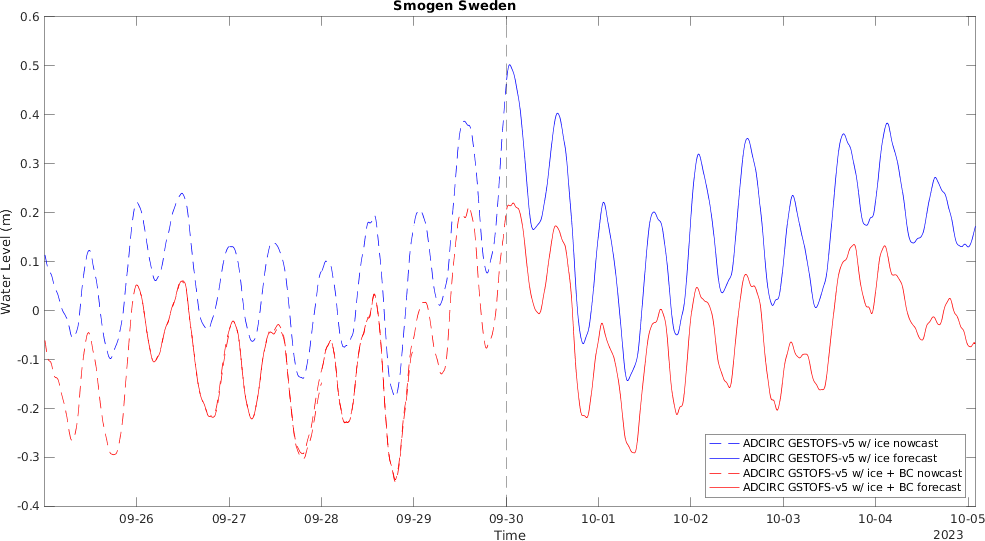 Smogen Sweden
0.6
0.5
0.4
0.3
0.2
0.1
0
-0.1
-0.2
-0.3
-0.4
Water Level (m)
ADCIRC GESTOFS-v5 w/ ice nowcast
ADCIRC GESTOFS-v5 w/ ice forecast
ADCIRC GSTOFS-v5 w/ ice + BC nowcast
ADCIRC GSTOFS-v5 w/ ice + BC forecast
09-26 09-27 09-28 09-29 09-30 10-01 10-02 10-03 10-04 10-05
Time
2023